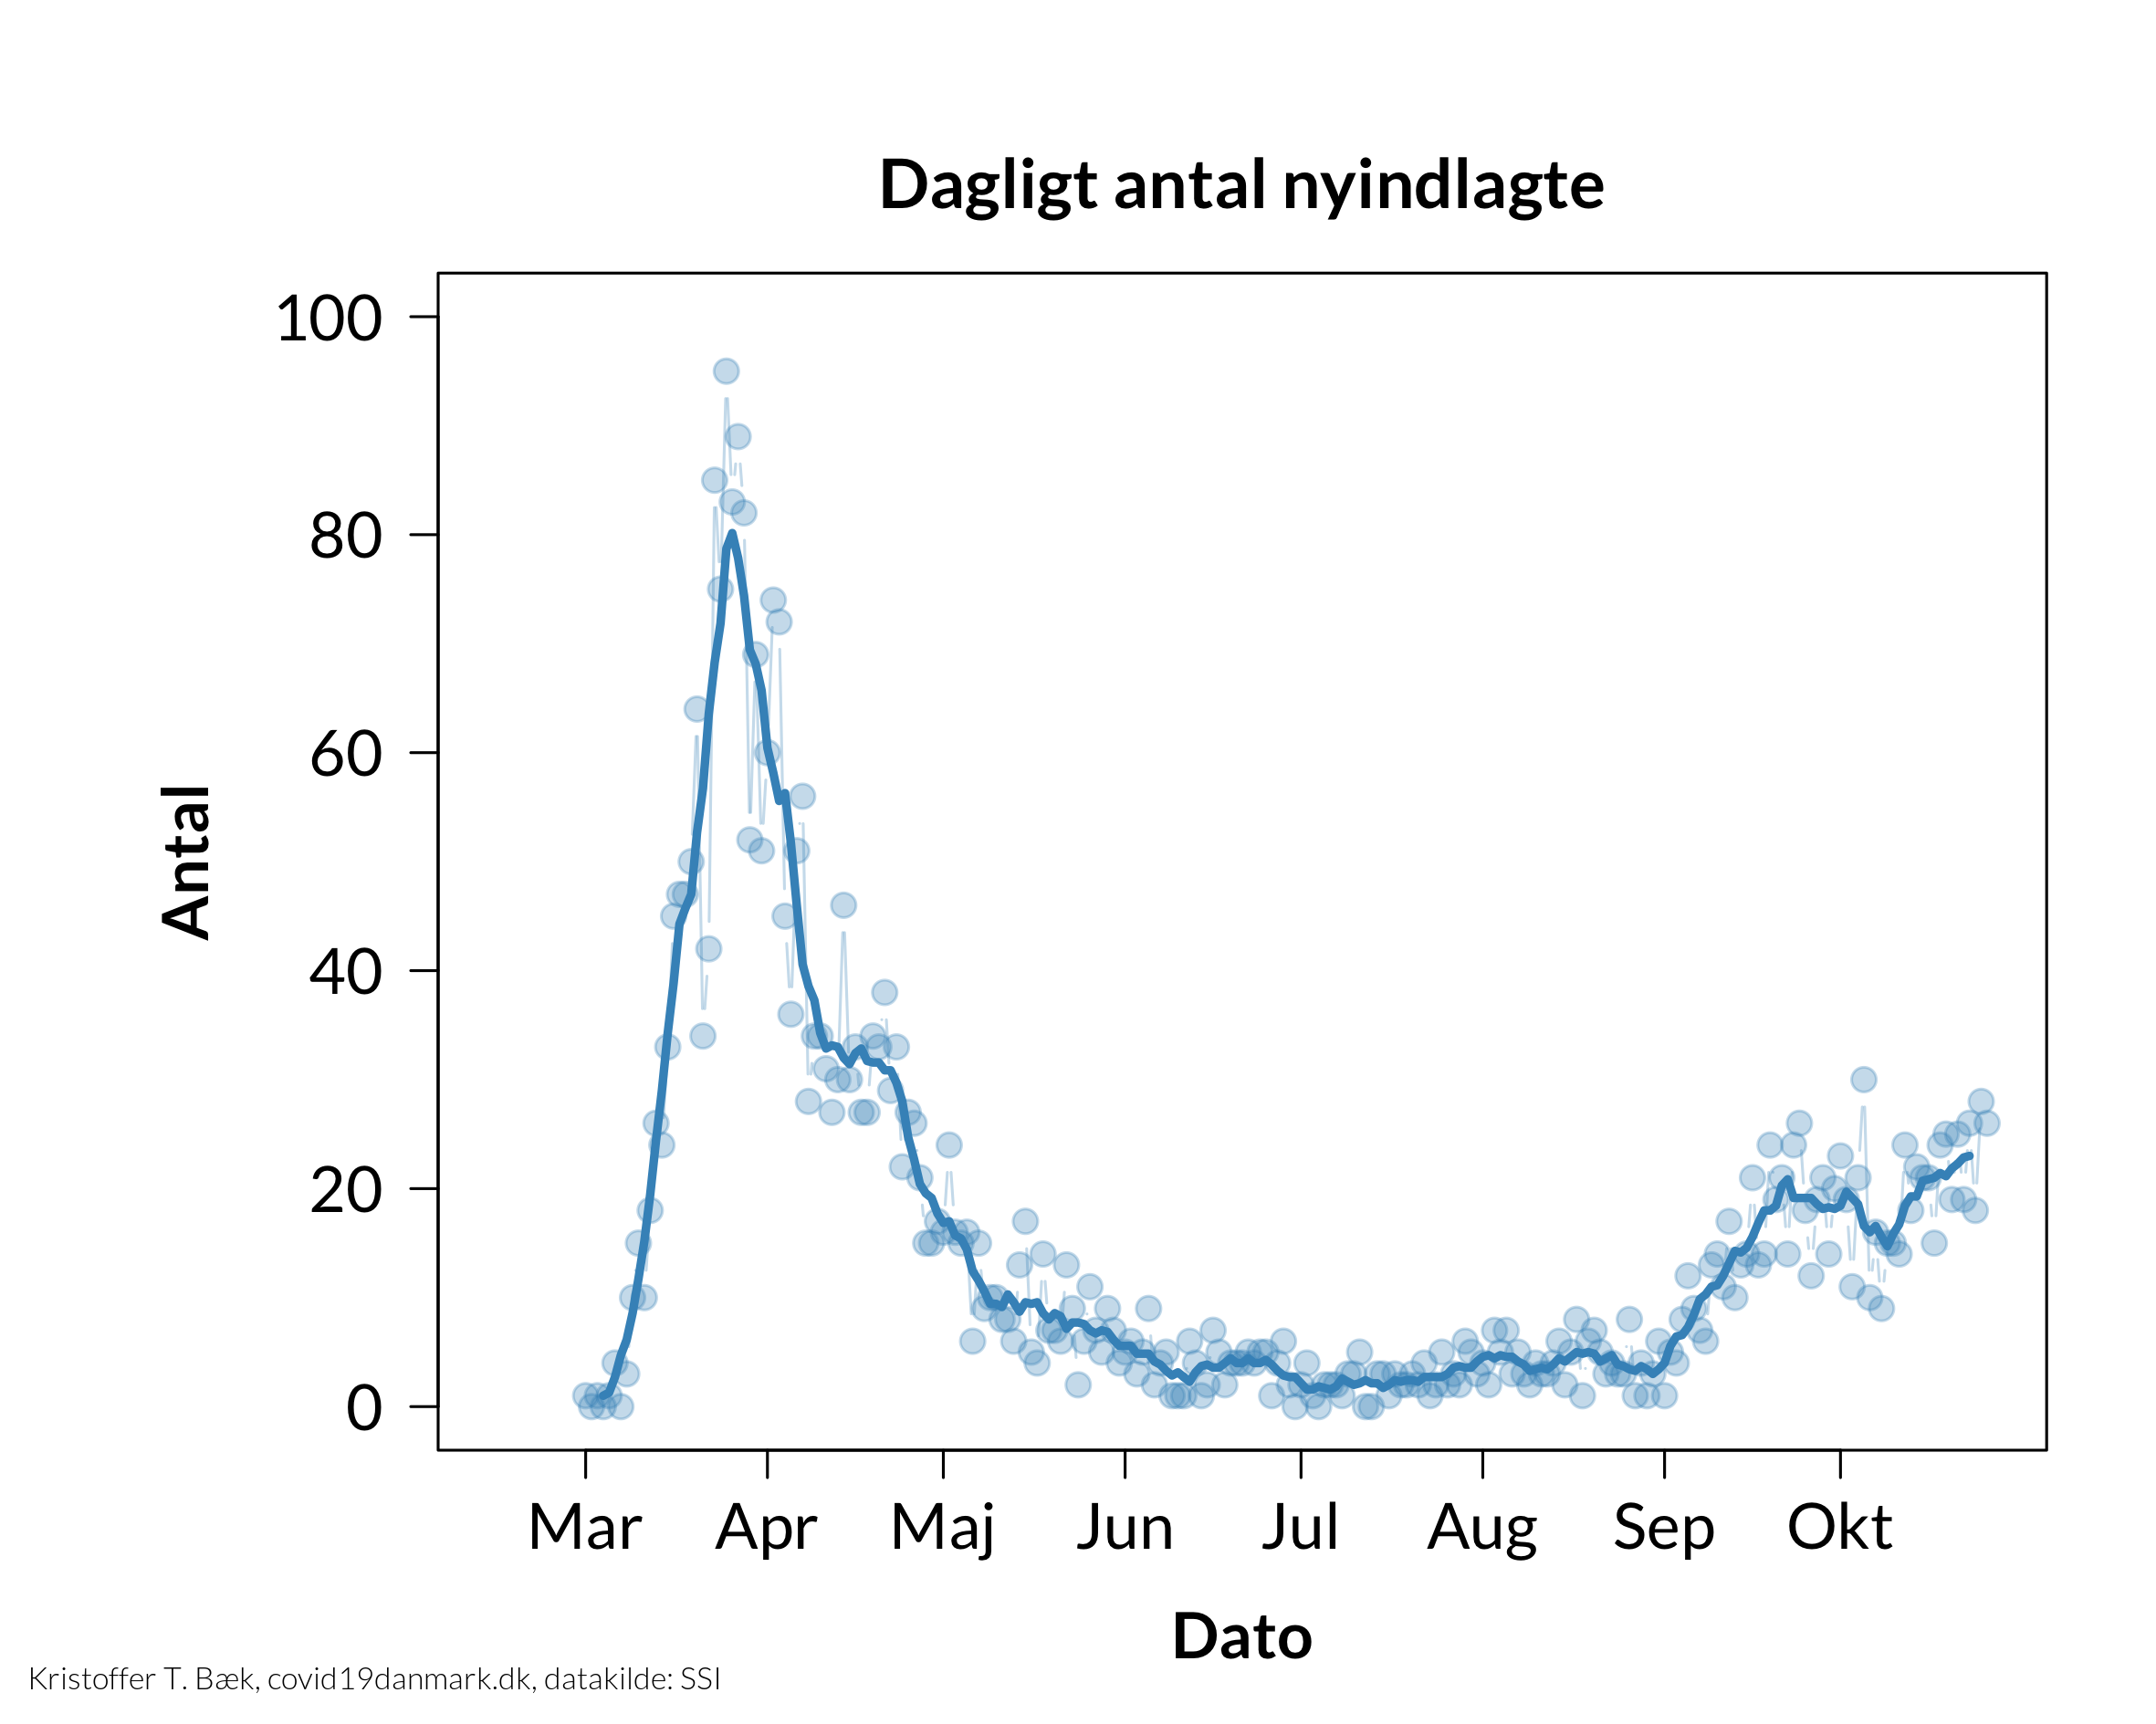 Dagligt antal nyindlagte
100
80
60
40
20
0
Antal
Mar Apr Maj Jun Jul Aug Sep Okt
Dato
Kristoffer T. Bæk, covid19danmark.dk, datakilde: SSI